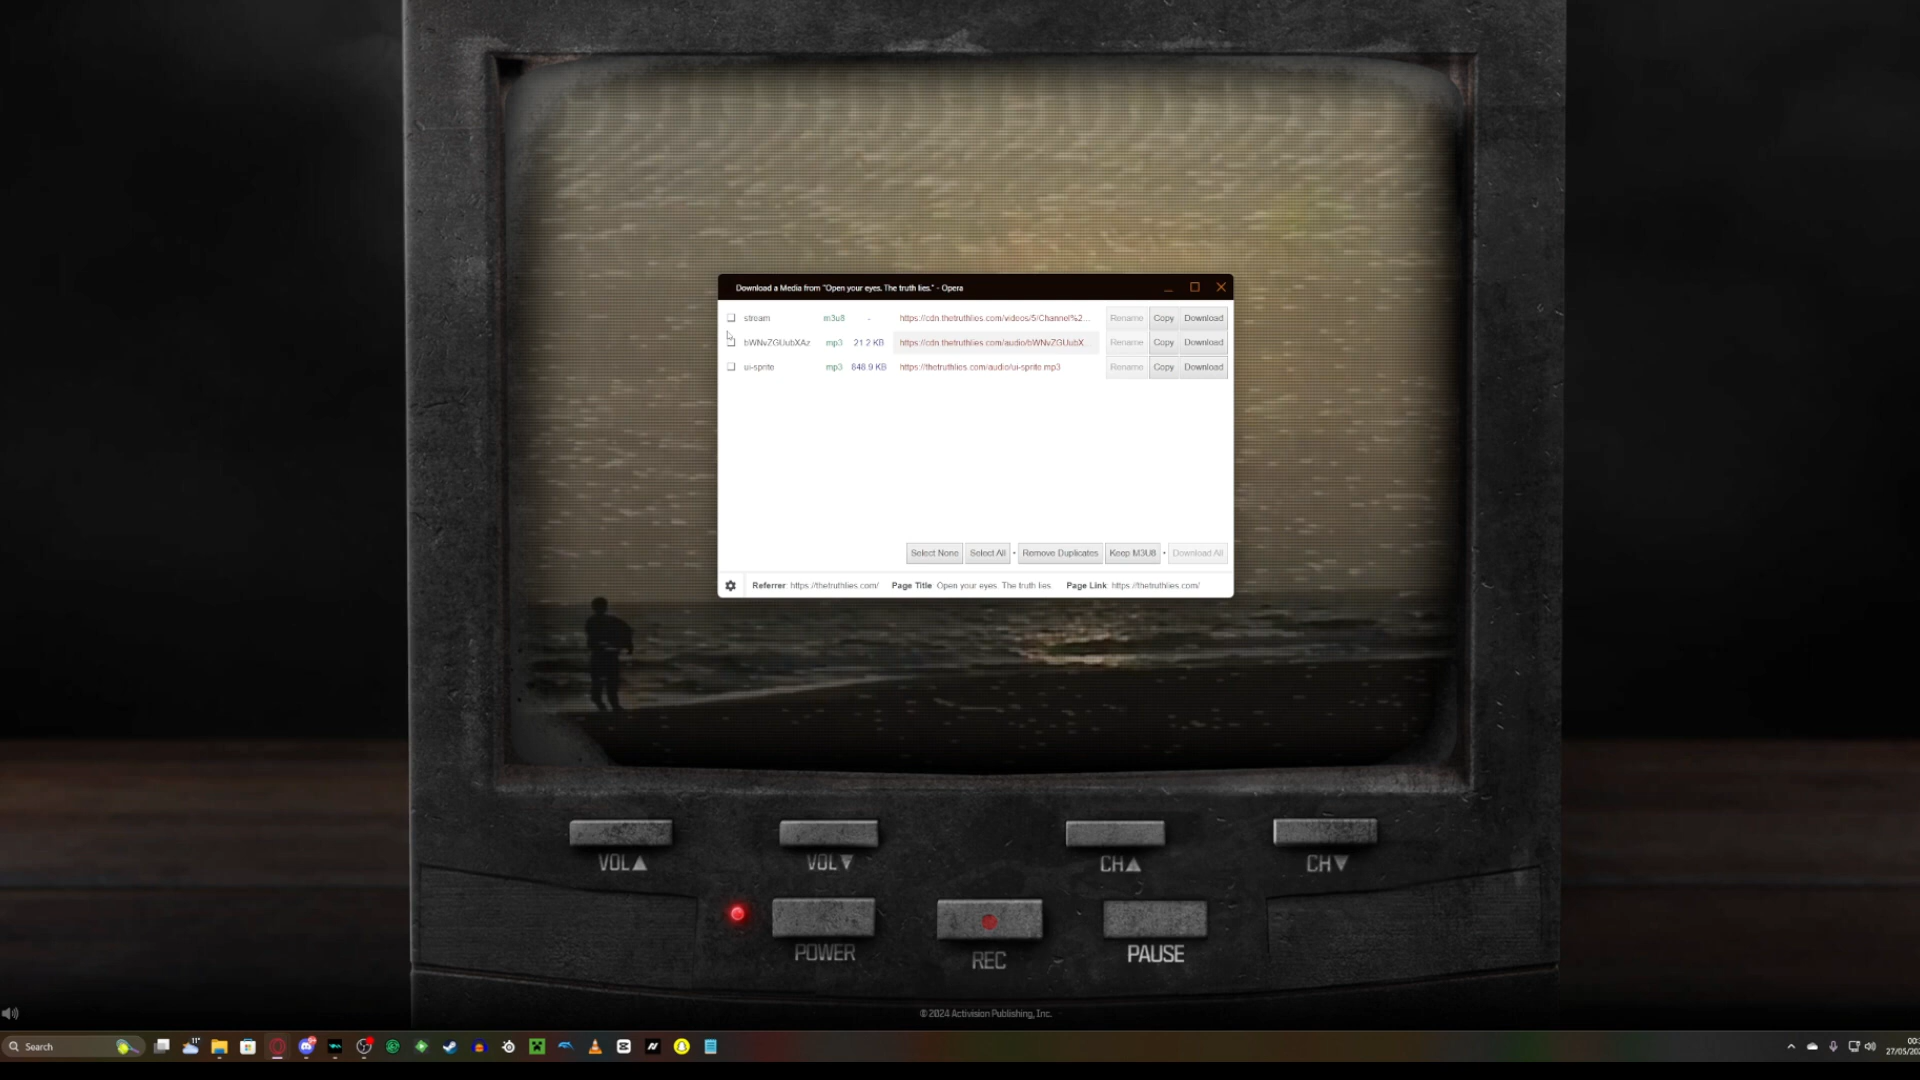 Download a Media from "Open your eyes. The truth lies." - Opera
stream m3u8 - https://cdn.thetruthlies.com/videos/5/Channel%2... Rename Copy Download
bWNvZGUubXAz mp3 21.2 KB https://cdn.thetruthlies.com/audio/bWNvZGUubX... Rename Copy Download
ui-sprite mp3 848.9 KB https://thetruthlies.com/audio/ui-sprite.mp3 Rename Copy Download
Select None Select All - Remove Duplicates Keep M3U8 - Download All
Referrer https://thetruthlies.com/ Page Title Open your eyes. The truth lies. Page Link https://thetruthlies.com/
VOL▲ VOL▼ CH▲ CH▼
POWER REC PAUSE
© 2024 Activision Publishing, Inc.
Search
11°